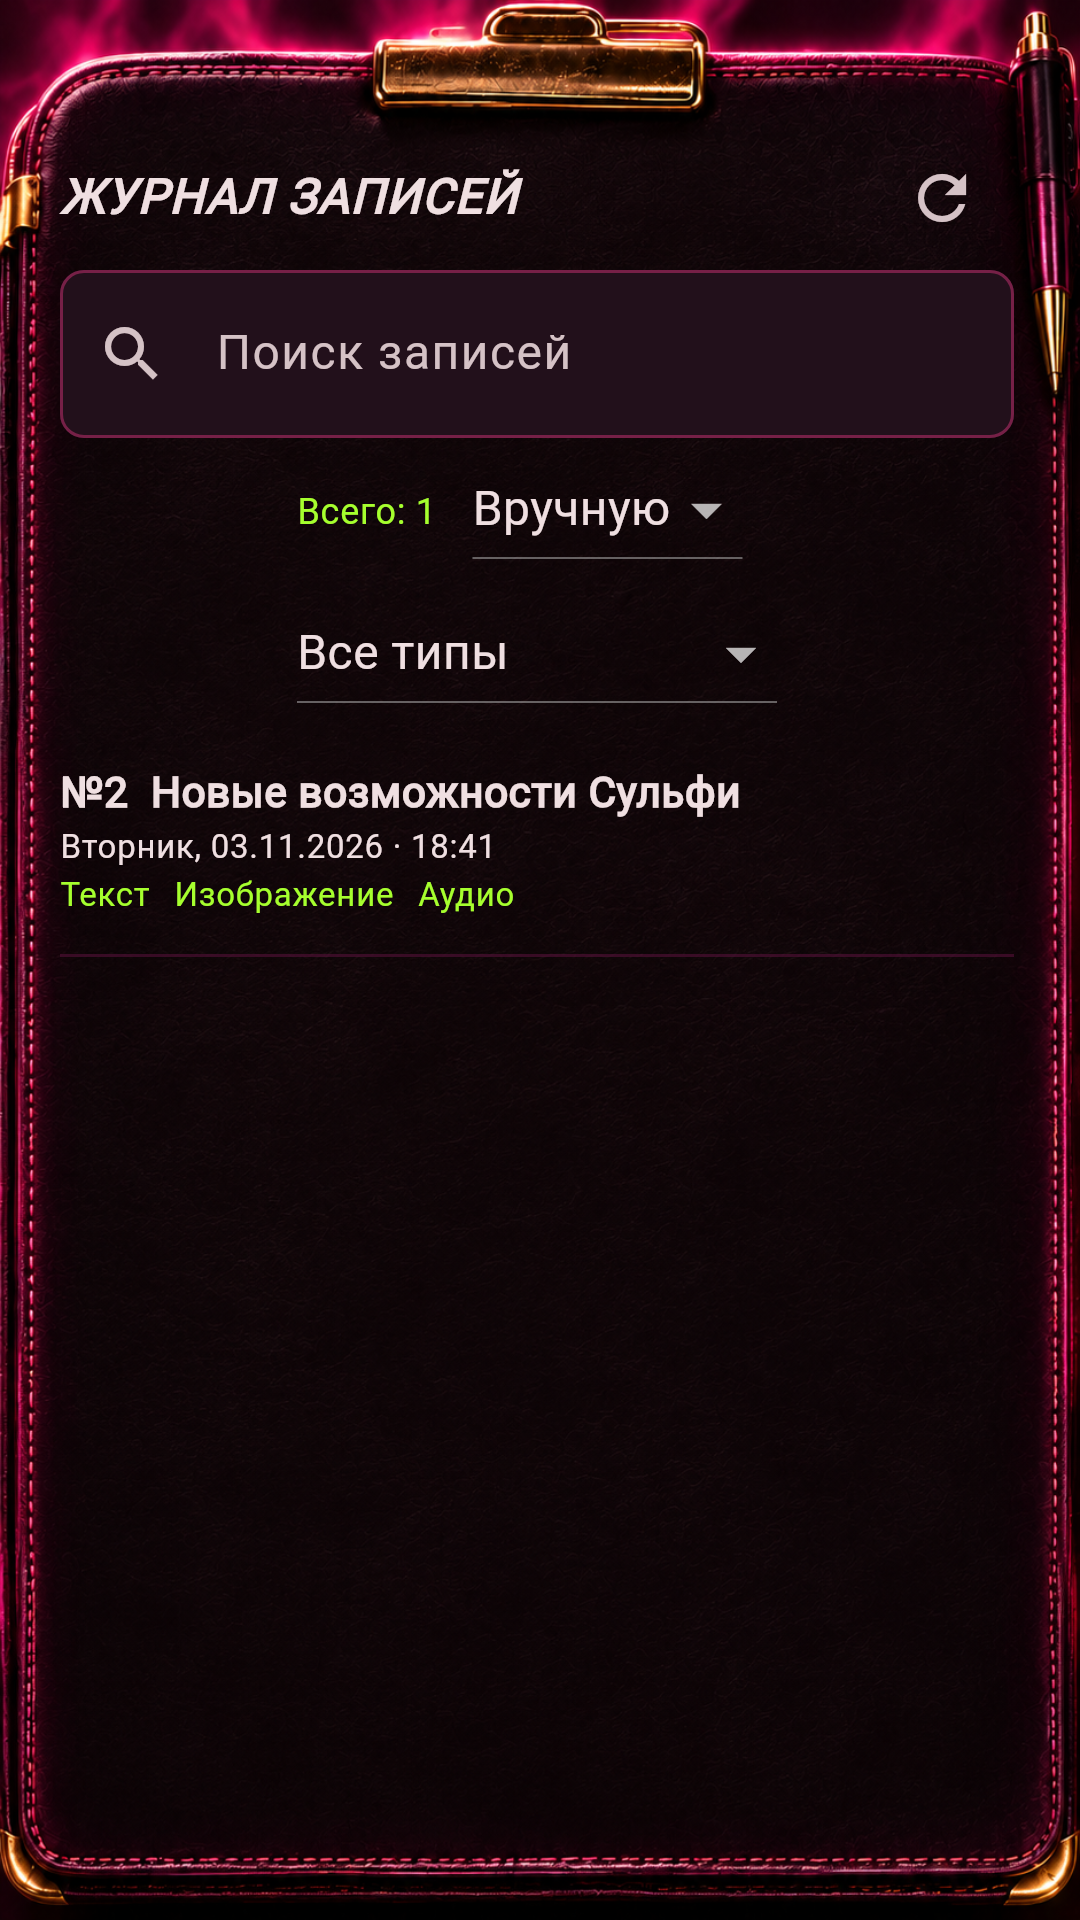 ЖУРНАЛ ЗАПИСЕЙ
Поиск записей
Всего: 1 Вручную
Все типы
№2 Новые возможности Сульфи
Вторник, 03.11.2026 · 18:41
Текст Изображение Аудио